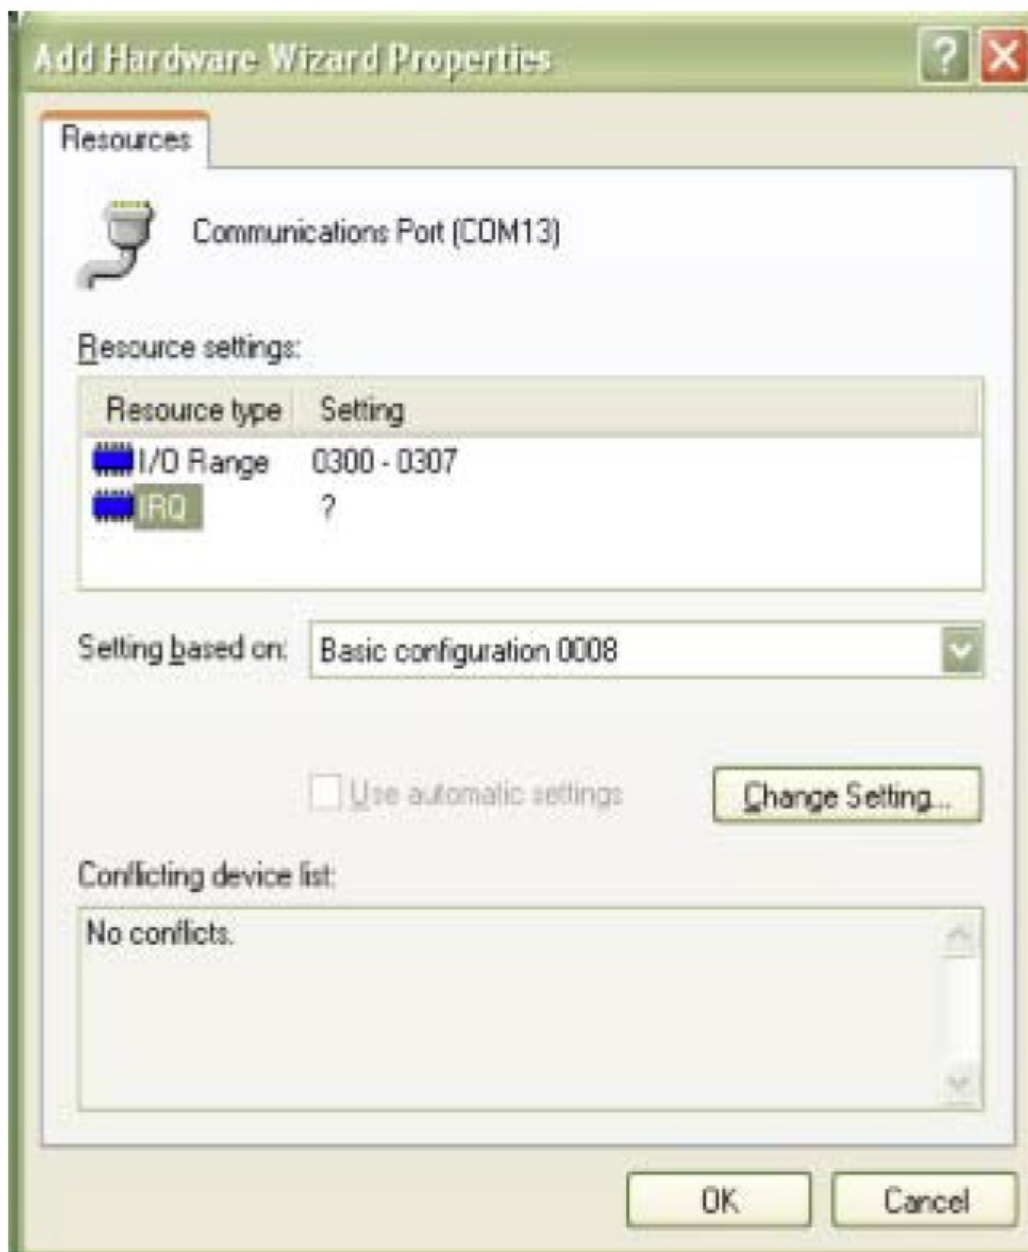 Add Hardware Wizard Properties
Resources
Communications Port (COM13)
Resource settings:
Resource type Setting
I/O Range 0300 - 0307
IRQ ?
Setting based on: Basic configuration 0008
Use automatic settings Change Setting...
Conflicting device list:
No conflicts.
OK Cancel